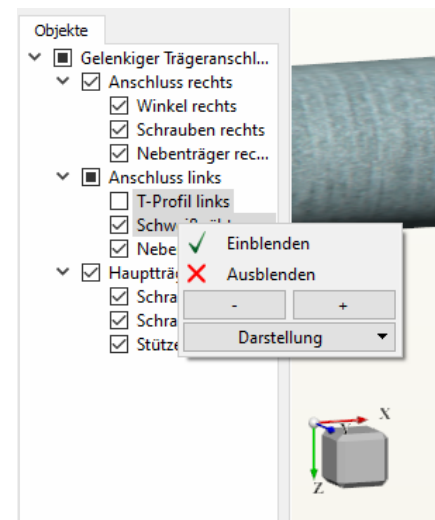 Objekte
Gelenkiger Trägeranschl...
Anschluss rechts
Winkel rechts
Schrauben rechts
Nebenträger rec...
Anschluss links
T-Profil links
Einblenden
Ausblenden
-
+
Darstellung
X
Y
Z